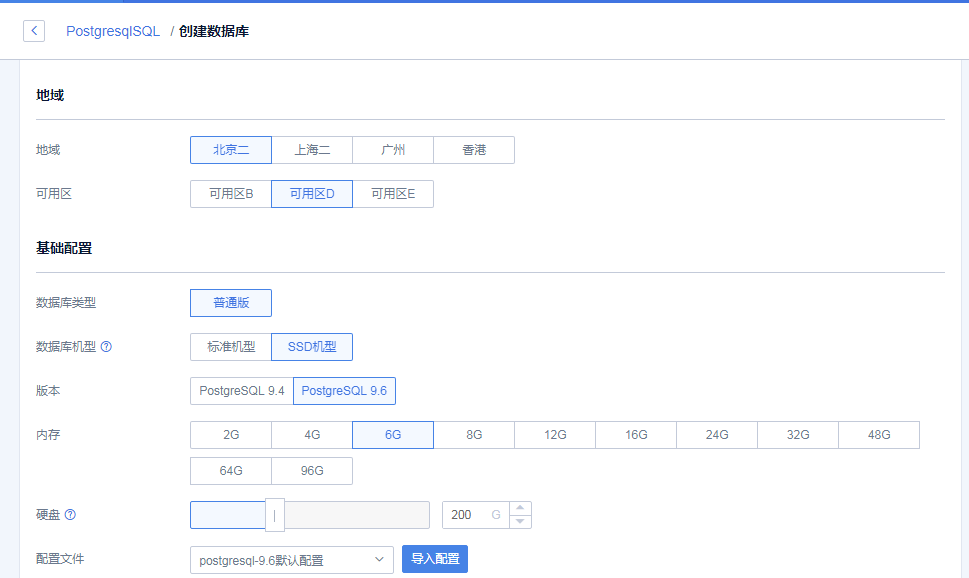 PostgresqlSQL / 创建数据库
地域
地域 北京二 上海二 广州 香港
可用区 可用区B 可用区D 可用区E
基础配置
数据库类型 普通版
数据库机型 标准机型 SSD机型
版本 PostgreSQL 9.4 PostgreSQL 9.6
内存 2G 4G 6G 8G 12G 16G 24G 32G 48G
64G 96G
硬盘 200 G
配置文件 postgresql-9.6默认配置 导入配置